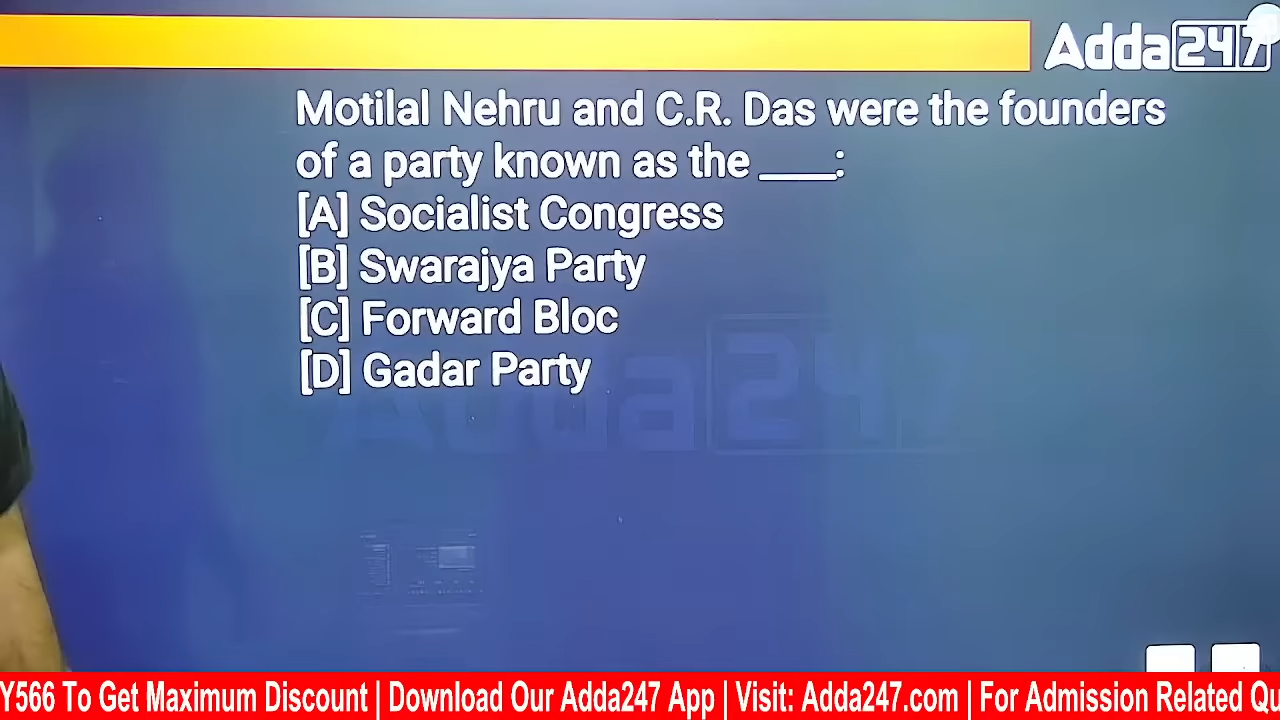 Adda247
Motilal Nehru and C.R. Das were the founders
of a party known as the ____:
[A] Socialist Congress
[B] Swarajya Party
[C] Forward Bloc
[D] Gadar Party
Adda247
Y566 To Get Maximum Discount | Download Our Adda247 App | Visit: Adda247.com | For Admission Related Qu